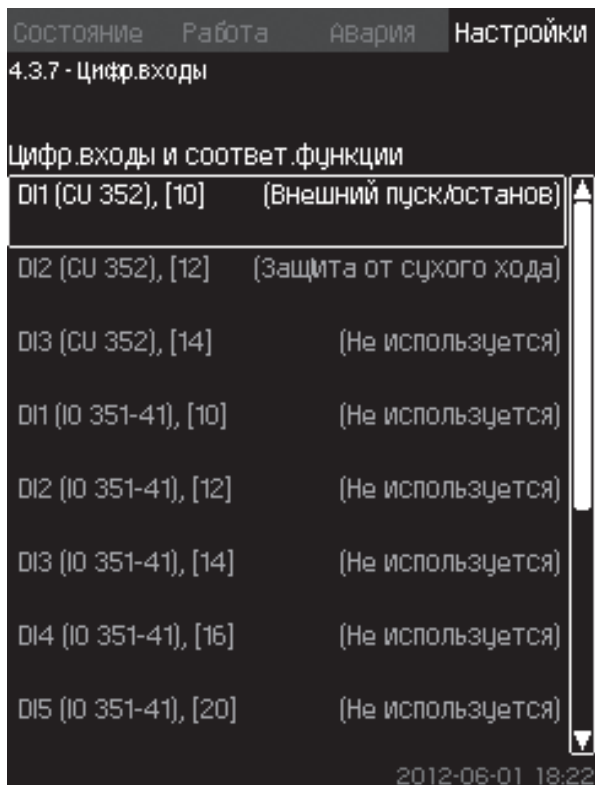 Состояние Работа Авария Настройки
4.3.7 - Цифр.входы
Цифр.входы и соответ.функции
DI1 (CU 352), [10] (Внешний пуск/останов)
DI2 (CU 352), [12] (Защита от сухого хода)
DI3 (CU 352), [14] (Не используется)
DI1 (IO 351-41), [10] (Не используется)
DI2 (IO 351-41), [12] (Не используется)
DI3 (IO 351-41), [14] (Не используется)
DI4 (IO 351-41), [16] (Не используется)
DI5 (IO 351-41), [20] (Не используется)
2012-06-01 18:22